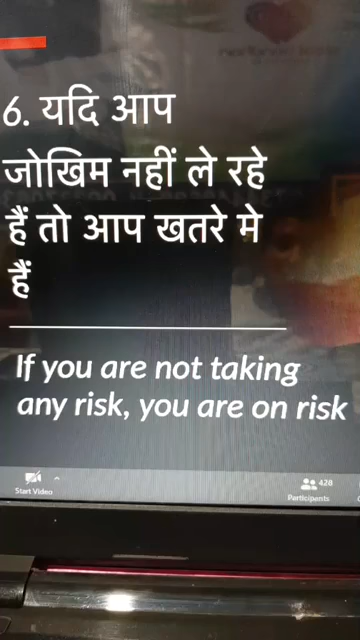 6. यदि आप
जोखिम नहीं ले रहे
हैं तो आप खतरे मे
हैं
If you are not taking
any risk, you are on risk
Start Video
428
Participants